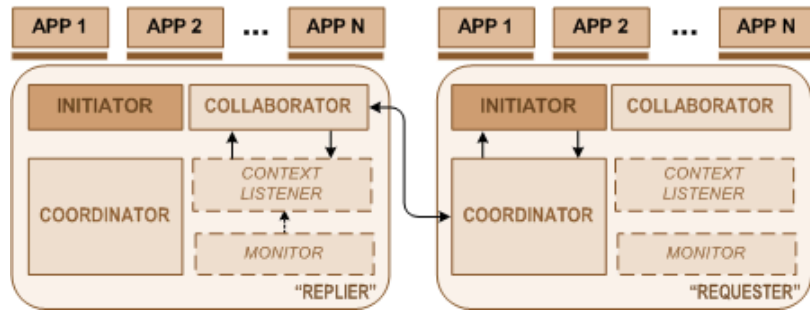 APP 1
APP 2
...
APP N
APP 1
APP 2
...
APP N
INITIATOR
COLLABORATOR
COORDINATOR
CONTEXT
LISTENER
MONITOR
"REPLIER"
INITIATOR
COLLABORATOR
COORDINATOR
CONTEXT
LISTENER
MONITOR
"REQUESTER"